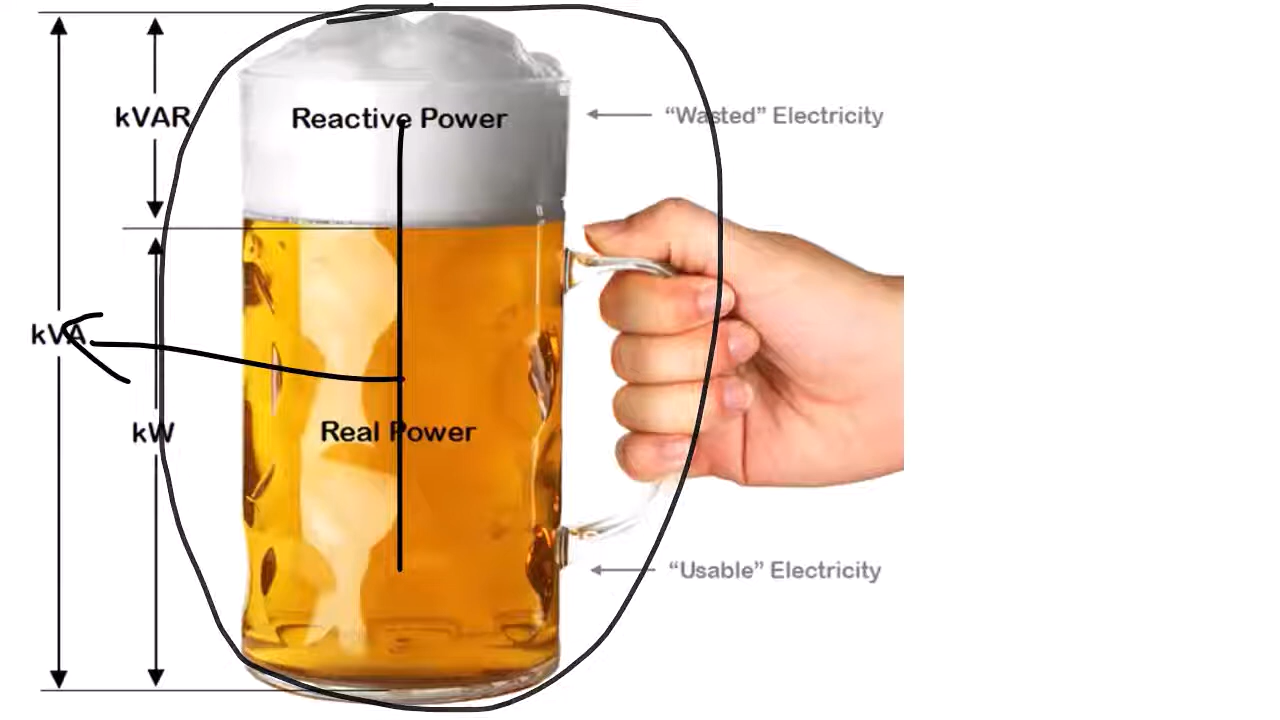 kVAR
Reactive Power
“Wasted” Electricity
kVA
kW
Real Power
“Usable” Electricity